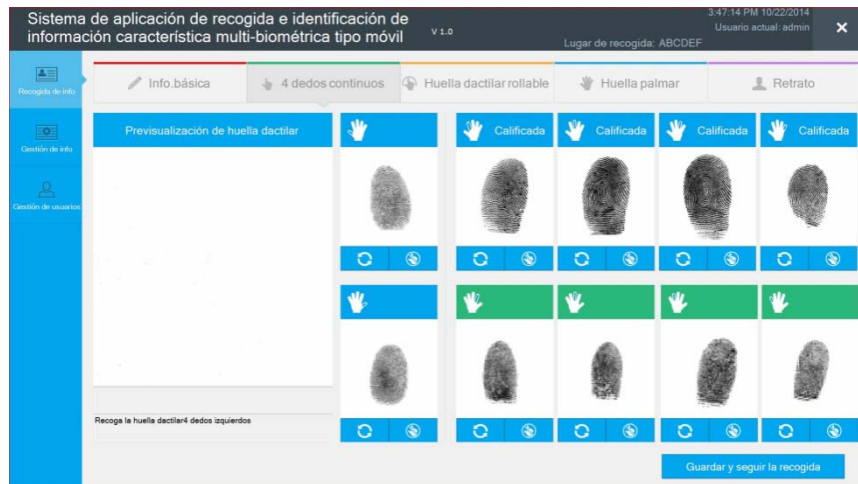 Sistema de aplicación de recogida e identificación de
información característica multi-biométrica tipo móvil
V 1.0
3:47:14 PM 10/22/2014
Usuario actual: admin
Lugar de recogida: ABCDEF
Recogida de info
Gestión de info
Gestión de usuarios
Info.básica
4 dedos continuos
Huella dactilar rollable
Huella palmar
Retrato
Previsualización de huella dactilar
Calificada
Calificada
Calificada
Calificada
Recoga la huella dactilar4 dedos izquierdos
Guardar y seguir la recogida